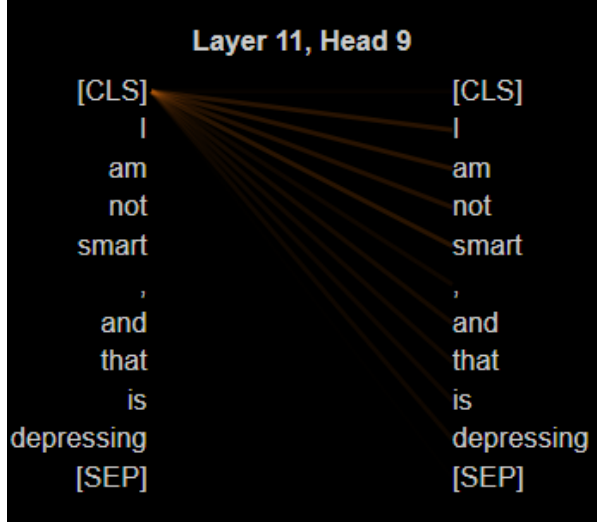 Layer 11, Head 9
[CLS] [CLS]
I I
am am
not not
smart smart
, ,
and and
that that
is is
depressing depressing
[SEP] [SEP]